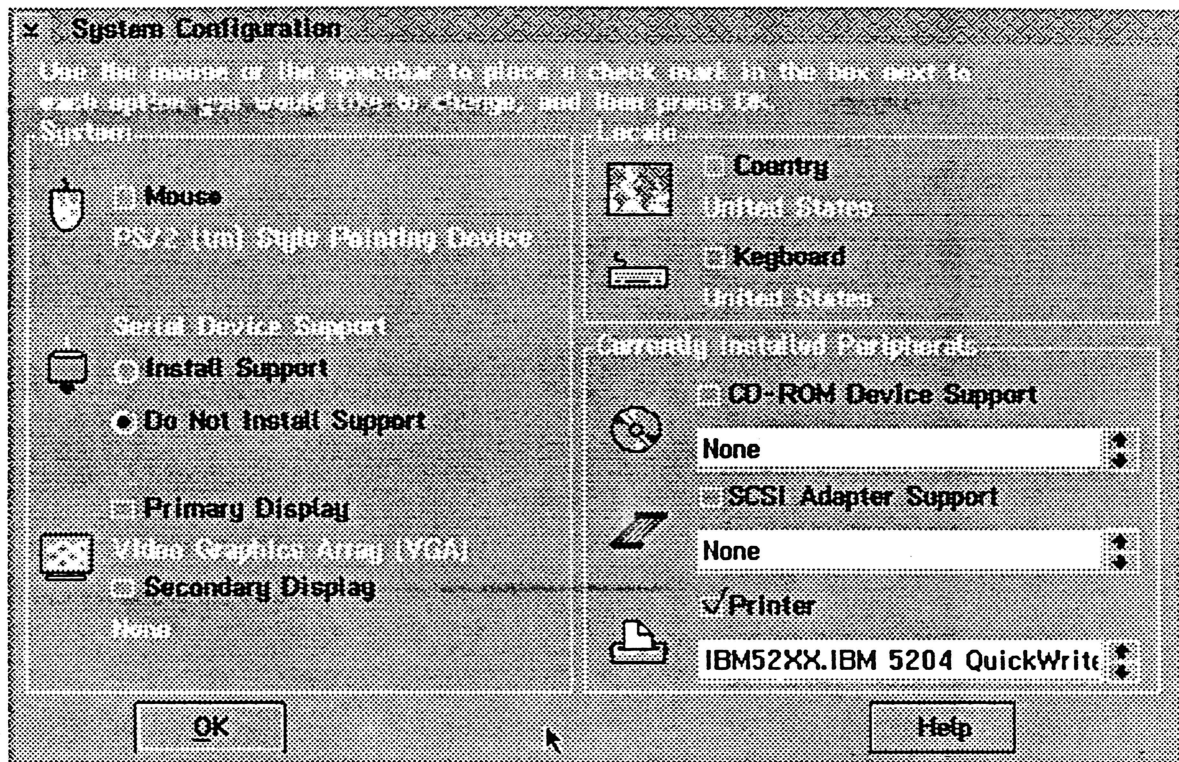 System Configuration
Use the mouse or the spacebar to place a check mark in the box next to
each option you would like to change, and then press OK.
System
Mouse
PS/2 (tm) Style Pointing Device
Serial Device Support
Install Support
Do Not Install Support
Primary Display
Video Graphics Array (VGA)
Secondary Display
None
Locale
Country
United States
Keyboard
United States
Currently Installed Peripherals
CD-ROM Device Support
None
SCSI Adapter Support
None
Printer
IBM52XX.IBM 5204 QuickWrite
OK
Help